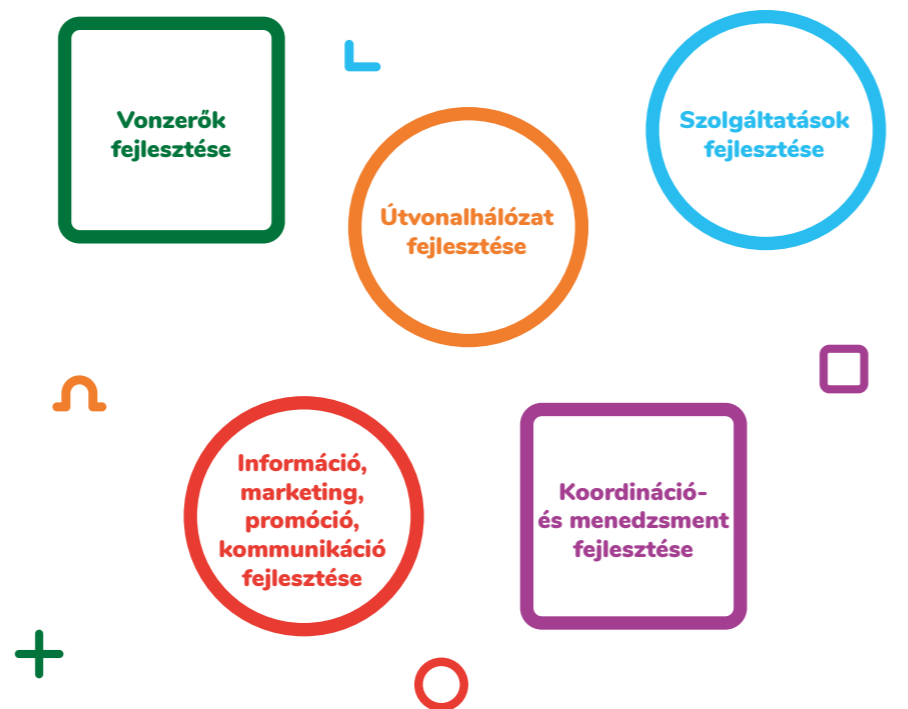 Vonzerők
fejlesztése
Útvonalhálózat
fejlesztése
Szolgáltatások
fejlesztése
Információ,
marketing,
promóció,
kommunikáció
fejlesztése
Koordináció-
és menedzsment
fejlesztése